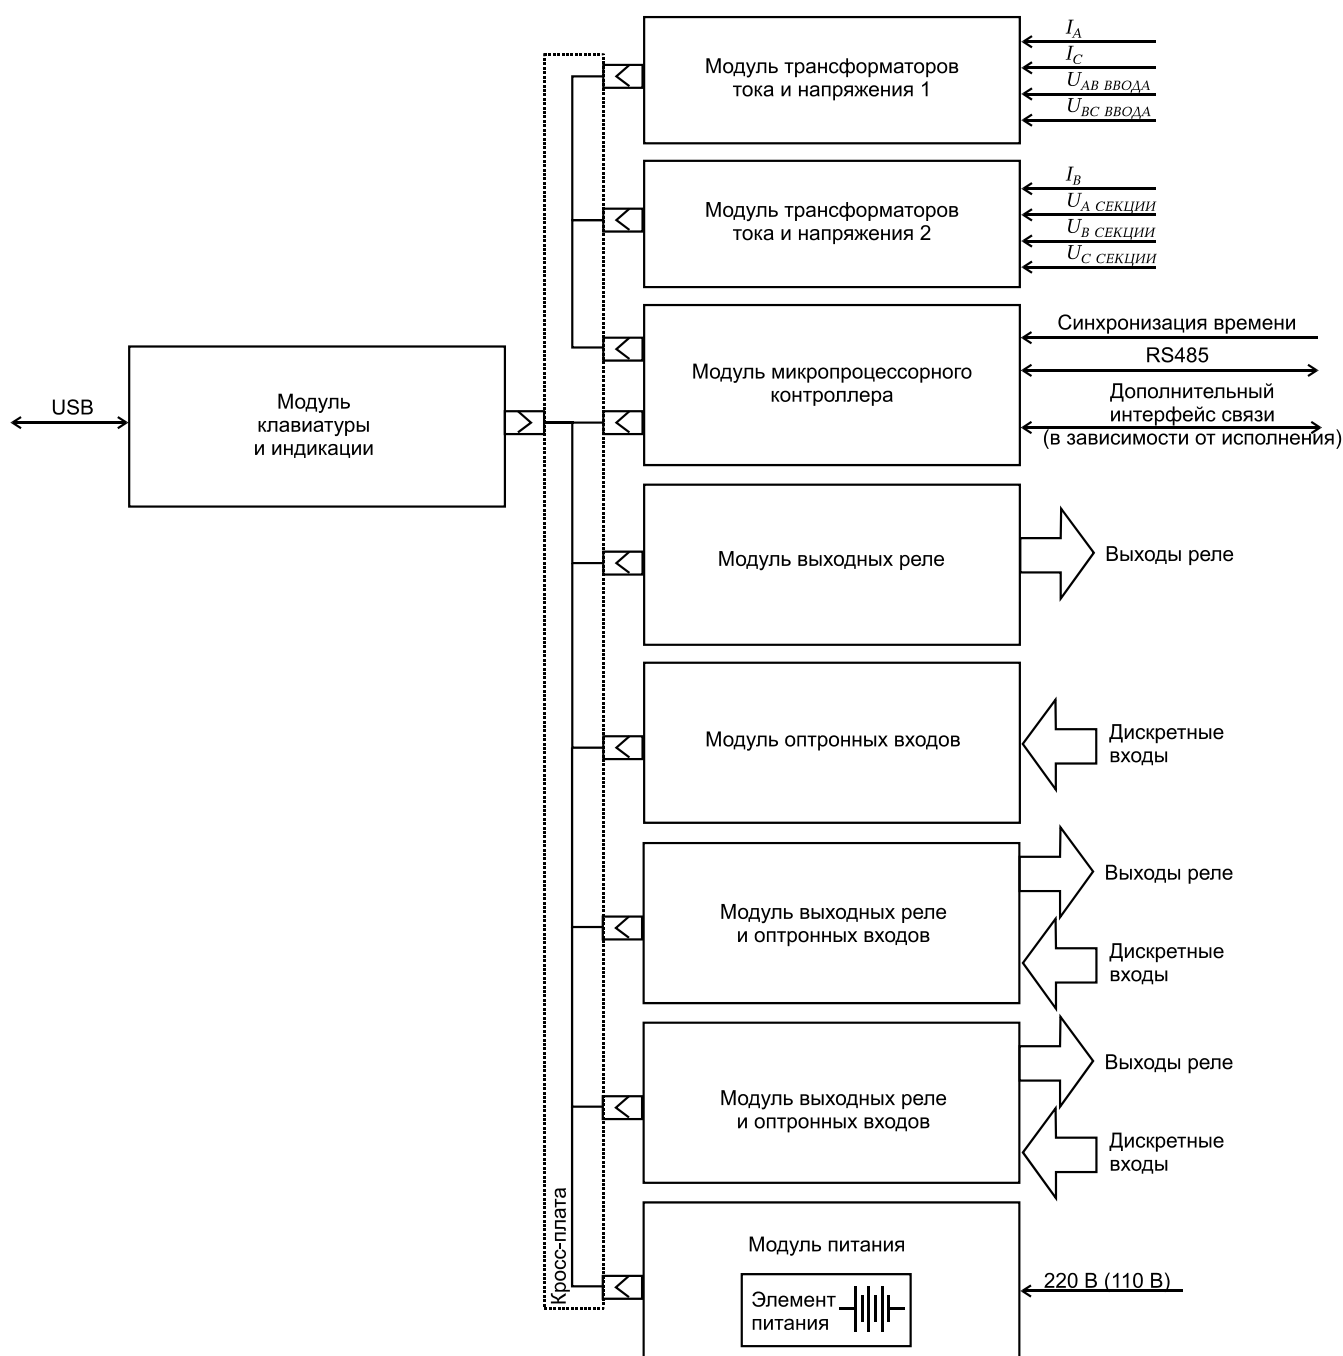 Модуль трансформаторов
тока и напряжения 1
I_A
I_C
U_AB ВВОДА
U_BC ВВОДА
Модуль трансформаторов
тока и напряжения 2
I_B
U_A СЕКЦИИ
U_B СЕКЦИИ
U_C СЕКЦИИ
USB
Модуль
клавиатуры
и индикации
Модуль микропроцессорного
контроллера
Синхронизация времени
RS485
Дополнительный
интерфейс связи
(в зависимости от исполнения)
Модуль выходных реле
Выходы реле
Модуль оптронных входов
Дискретные
входы
Модуль выходных реле
и оптронных входов
Выходы реле
Дискретные
входы
Модуль выходных реле
и оптронных входов
Выходы реле
Дискретные
входы
Кросс-плата
Модуль питания
Элемент
питания
220 В (110 В)